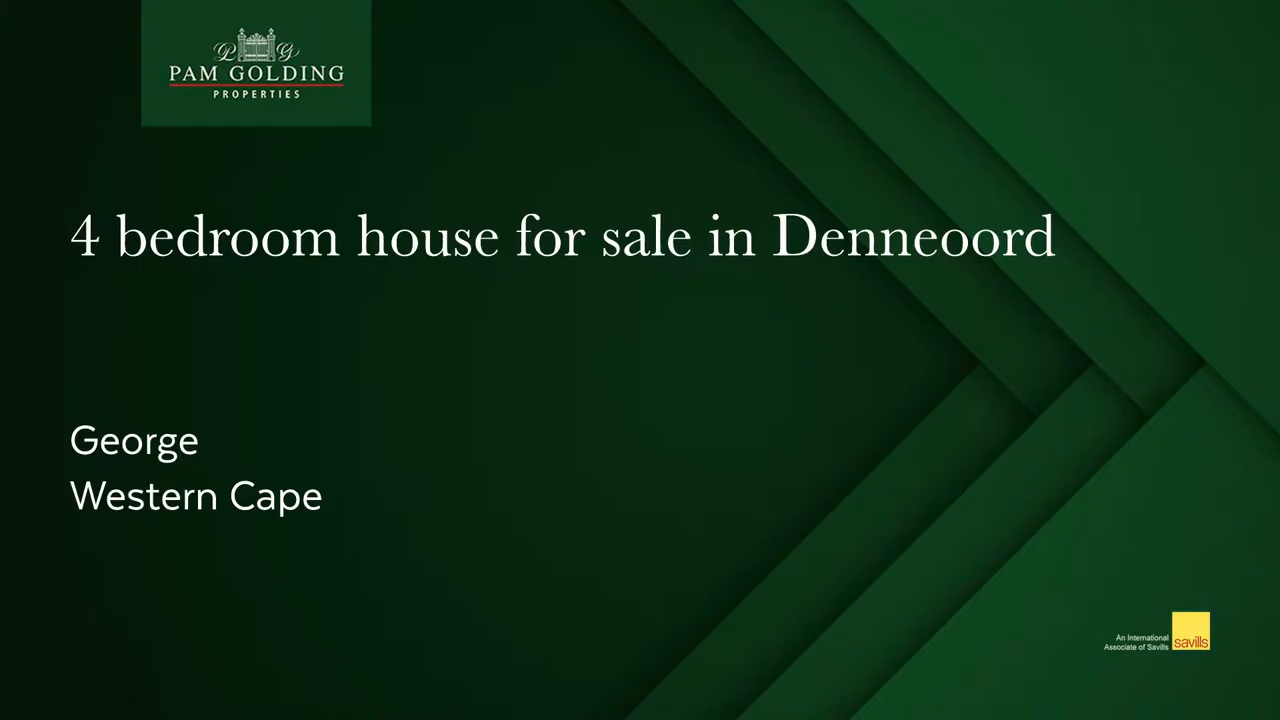 P G
PAM GOLDING
PROPERTIES
4 bedroom house for sale in Denneoord
George
Western Cape
An International
Associate of Savills
savills